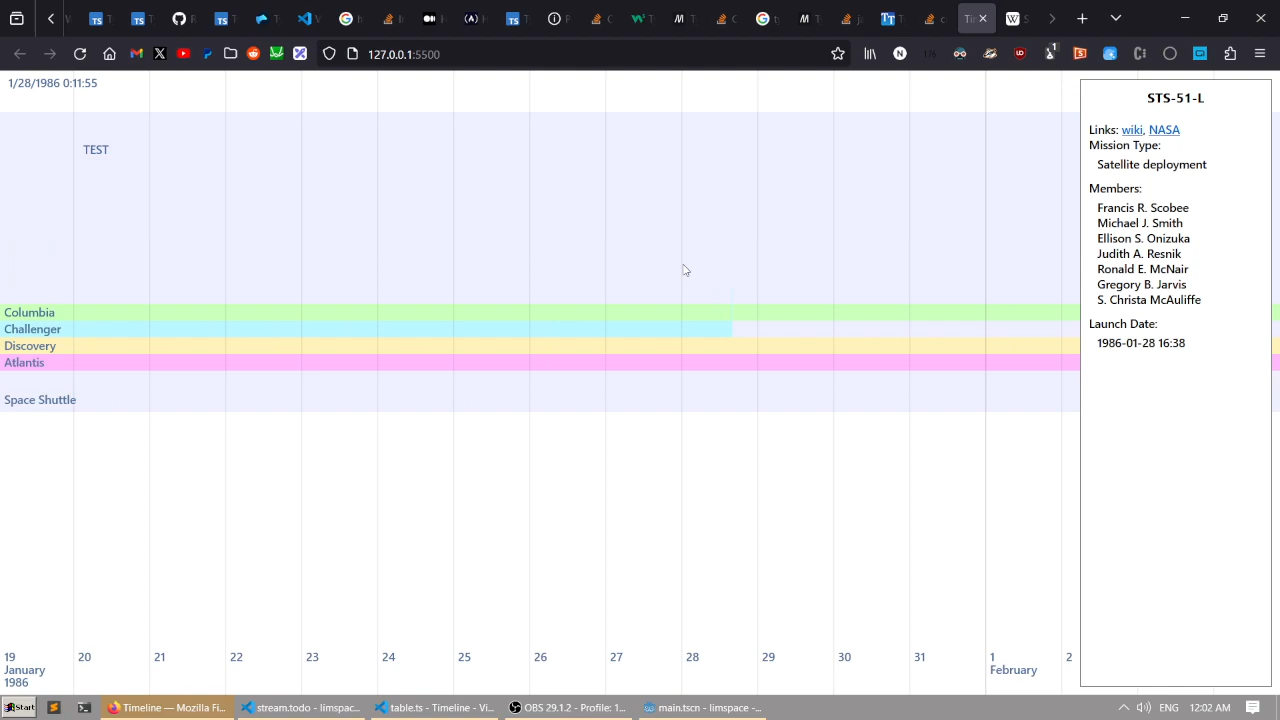 127.0.0.1:5500
1/28/1986 0:11:55
TEST
Columbia
Challenger
Discovery
Atlantis
Space Shuttle
19
January
1986
20
21
22
23
24
25
26
27
28
29
30
31
1
February
2
STS-51-L
Links: wiki, NASA
Mission Type:
Satellite deployment
Members:
Francis R. Scobee
Michael J. Smith
Ellison S. Onizuka
Judith A. Resnik
Ronald E. McNair
Gregory B. Jarvis
S. Christa McAuliffe
Launch Date:
1986-01-28 16:38
Start
Timeline — Mozilla Fi...
stream.todo - limspac...
table.ts - Timeline - Vi...
OBS 29.1.2 - Profile: 1...
main.tscn - limspace -...
ENG
12:02 AM